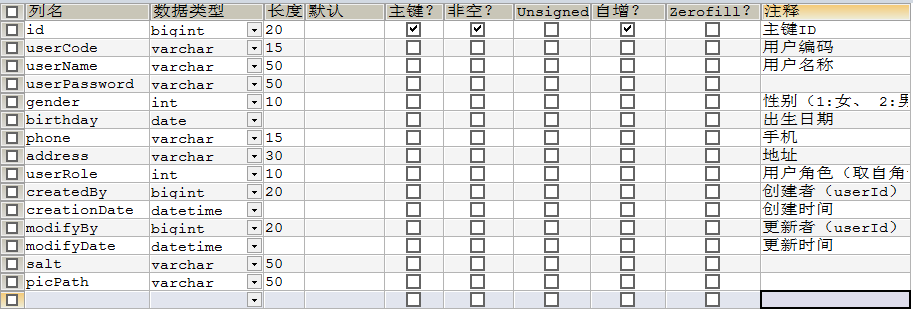 列名 数据类型 长度 默认 主键? 非空? Unsigned 自增? Zerofill? 注释
id bigint 20 主键ID
userCode varchar 15 用户编码
userName varchar 50 用户名称
userPassword varchar 50
gender int 10 性别（1:女、 2:男
birthday date 出生日期
phone varchar 15 手机
address varchar 30 地址
userRole int 10 用户角色（取自角
createdBy bigint 20 创建者（userId）
creationDate datetime 创建时间
modifyBy bigint 20 更新者（userId）
modifyDate datetime 更新时间
salt varchar 50
picPath varchar 50